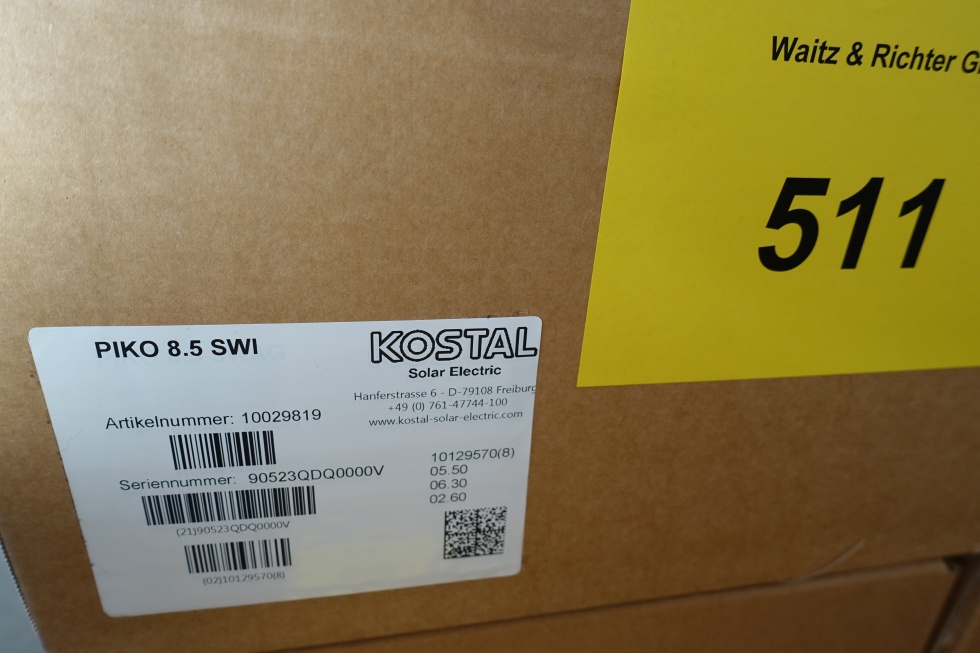 Waitz & Richter G
511
PIKO 8.5 SWI
KOSTAL
Solar Electric
Hanferstrasse 6 - D-79108 Freiburg
+49 (0) 761-47744-100
www.kostal-solar-electric.com
Artikelnummer: 10029819
Seriennummer: 90523QDQ0000V
(21)90523QDQ0000V
(02)10129570(8)
10129570(8)
05.50
06.30
02.60